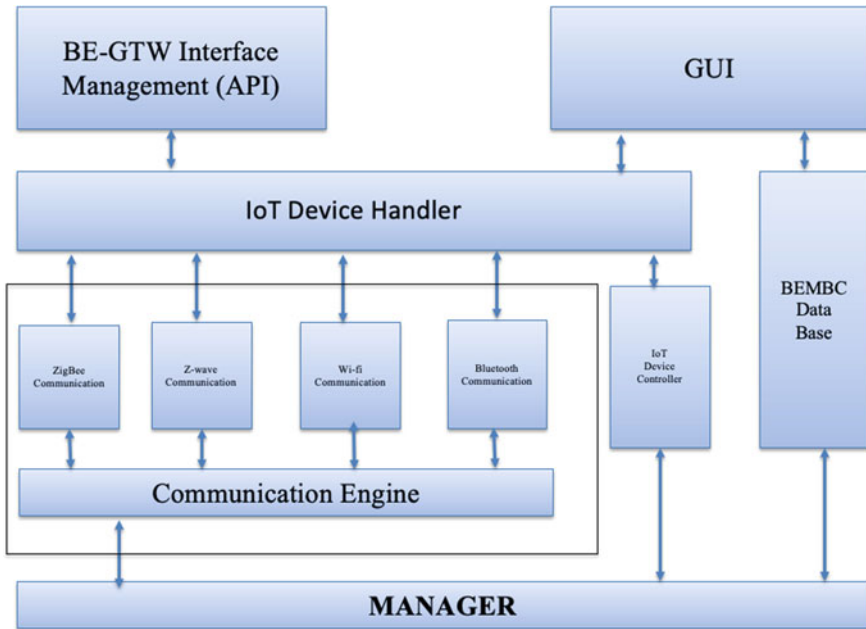 BE-GTW Interface
Management (API)
GUI
IoT Device Handler
BEMBC
Data
Base
ZigBee
Communication
Z-wave
Communication
Wi-fi
Communication
Bluetooth
Communication
IoT
Device
Controller
Communication Engine
MANAGER